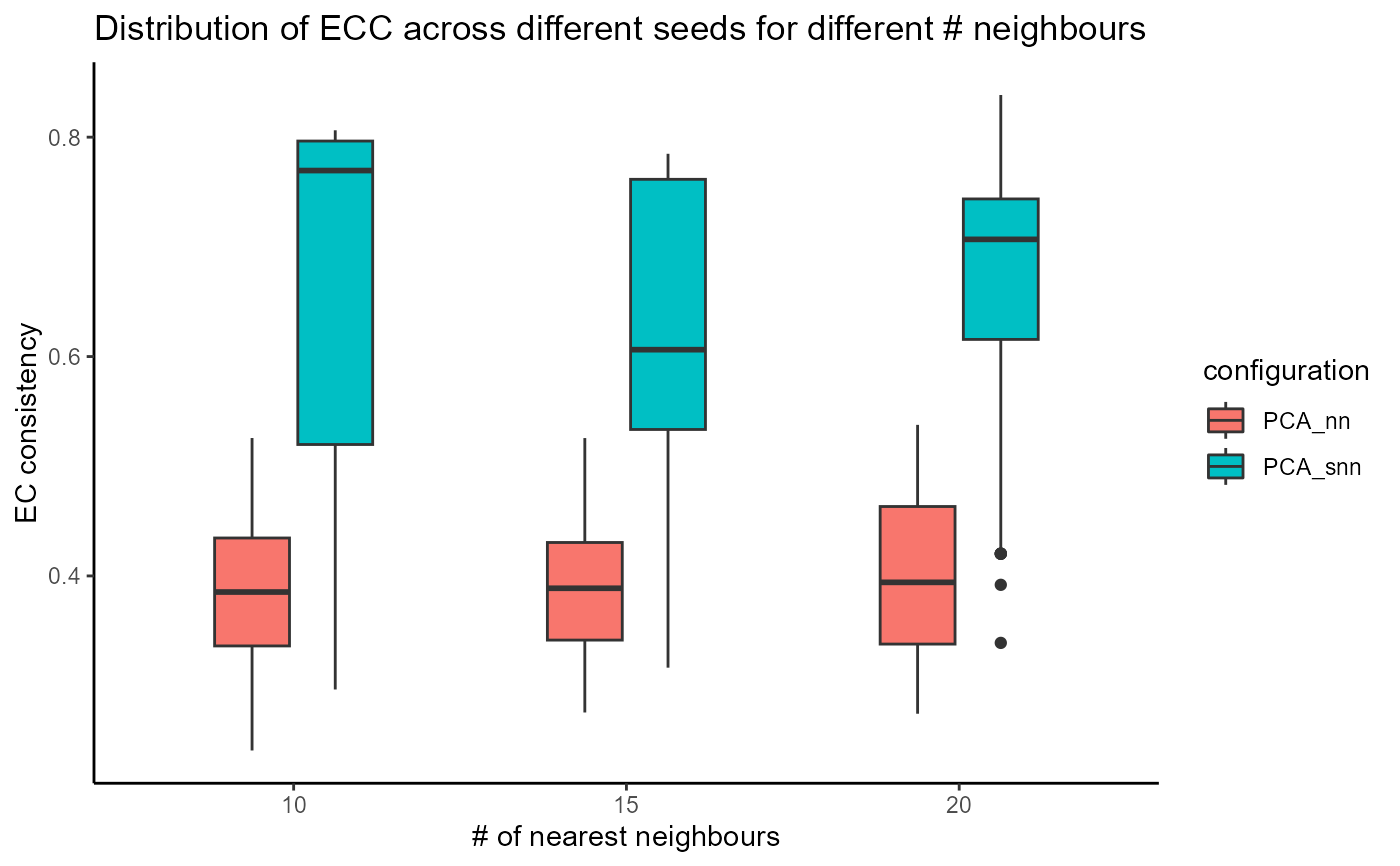 Distribution of ECC across different seeds for different # neighbours
EC consistency
0.8
0.6
0.4
10
15
20
# of nearest neighbours
configuration
PCA_nn
PCA_snn